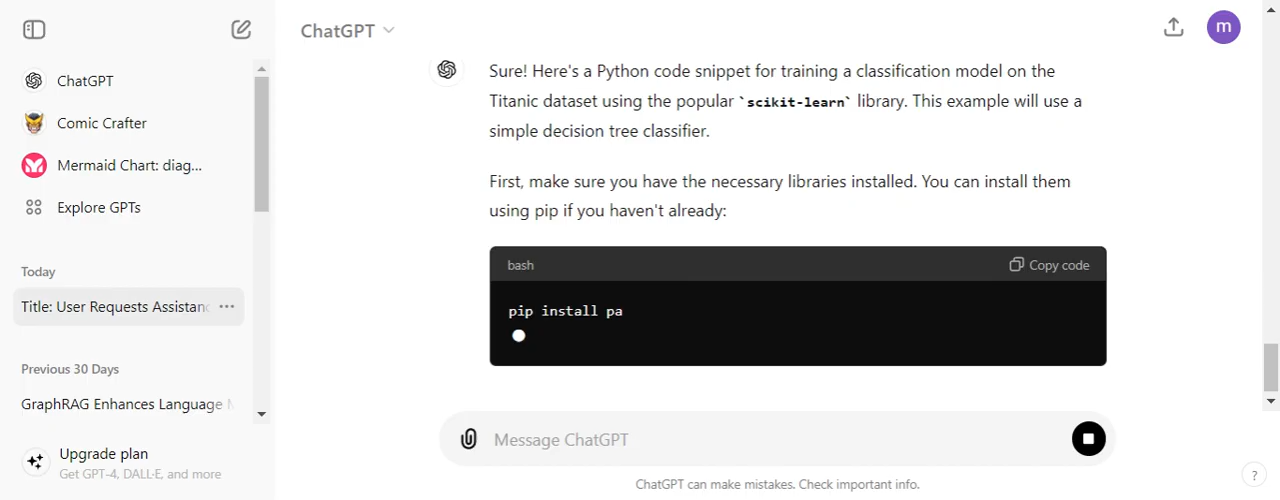 ChatGPT
m
ChatGPT
Comic Crafter
Mermaid Chart: diag...
Explore GPTs
Today
Title: User Requests Assistanc
Previous 30 Days
GraphRAG Enhances Language
Upgrade plan
Get GPT-4, DALL·E, and more
Sure! Here's a Python code snippet for training a classification model on the
Titanic dataset using the popular `scikit-learn` library. This example will use a
simple decision tree classifier.
First, make sure you have the necessary libraries installed. You can install them
using pip if you haven't already:
bash
Copy code
pip install pa
Message ChatGPT
ChatGPT can make mistakes. Check important info.
?